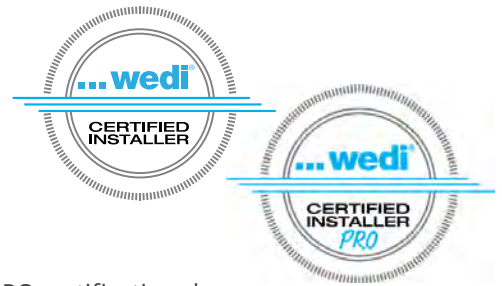 ...wedi®
CERTIFIED
INSTALLER
...wedi®
CERTIFIED
INSTALLER
PRO